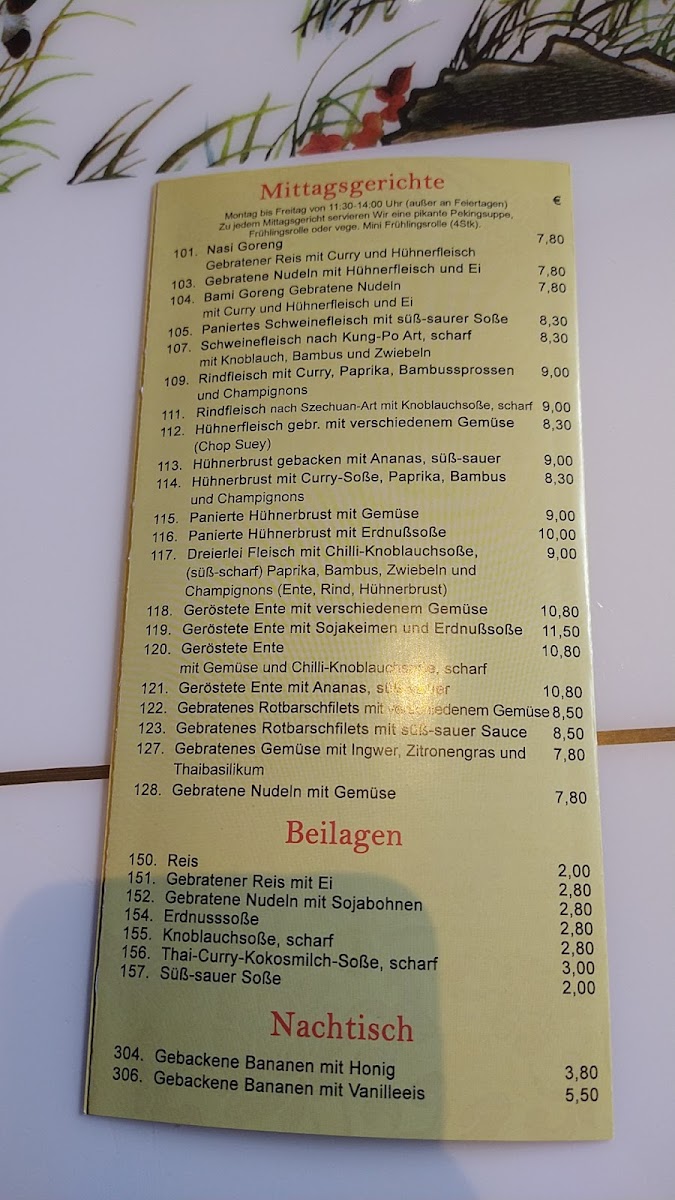 Mittagsgerichte
€
Montag bis Freitag von 11:30-14:00 Uhr (außer an Feiertagen)
Zu jedem Mittagsgericht servieren Wir eine pikante Pekingsuppe,
Frühlingsrolle oder vege. Mini Frühlingsrolle (4Stk).
101. Nasi Goreng 7,80
Gebratener Reis mit Curry und Hühnerfleisch
103. Gebratene Nudeln mit Hühnerfleisch und Ei 7,80
104. Bami Goreng Gebratene Nudeln 7,80
mit Curry und Hühnerfleisch und Ei
105. Paniertes Schweinefleisch mit süß-saurer Soße 8,30
107. Schweinefleisch nach Kung-Po Art, scharf 8,30
mit Knoblauch, Bambus und Zwiebeln
109. Rindfleisch mit Curry, Paprika, Bambussprossen 9,00
und Champignons
111. Rindfleisch nach Szechuan-Art mit Knoblauchsoße, scharf 9,00
112. Hühnerfleisch gebr. mit verschiedenem Gemüse 8,30
(Chop Suey)
113. Hühnerbrust gebacken mit Ananas, süß-sauer 9,00
114. Hühnerbrust mit Curry-Soße, Paprika, Bambus 8,30
und Champignons
115. Panierte Hühnerbrust mit Gemüse 9,00
116. Panierte Hühnerbrust mit Erdnußsoße 10,00
117. Dreierlei Fleisch mit Chilli-Knoblauchsoße, 9,00
(süß-scharf) Paprika, Bambus, Zwiebeln und
Champignons (Ente, Rind, Hühnerbrust)
118. Geröstete Ente mit verschiedenem Gemüse 10,80
119. Geröstete Ente mit Sojakeimen und Erdnußsoße 11,50
120. Geröstete Ente 10,80
mit Gemüse und Chilli-Knoblauchsoße, scharf
121. Geröstete Ente mit Ananas, süß-sauer 10,80
122. Gebratenes Rotbarschfilets mit verschiedenem Gemüse 8,50
123. Gebratenes Rotbarschfilets mit süß-sauer Sauce 8,50
127. Gebratenes Gemüse mit Ingwer, Zitronengras und 7,80
Thaibasilikum
128. Gebratene Nudeln mit Gemüse 7,80
Beilagen
150. Reis 2,00
151. Gebratener Reis mit Ei 2,80
152. Gebratene Nudeln mit Sojabohnen 2,80
154. Erdnusssoße 2,80
155. Knoblauchsoße, scharf 2,80
156. Thai-Curry-Kokosmilch-Soße, scharf 3,00
157. Süß-sauer Soße 2,00
Nachtisch
304. Gebackene Bananen mit Honig 3,80
306. Gebackene Bananen mit Vanilleeis 5,50